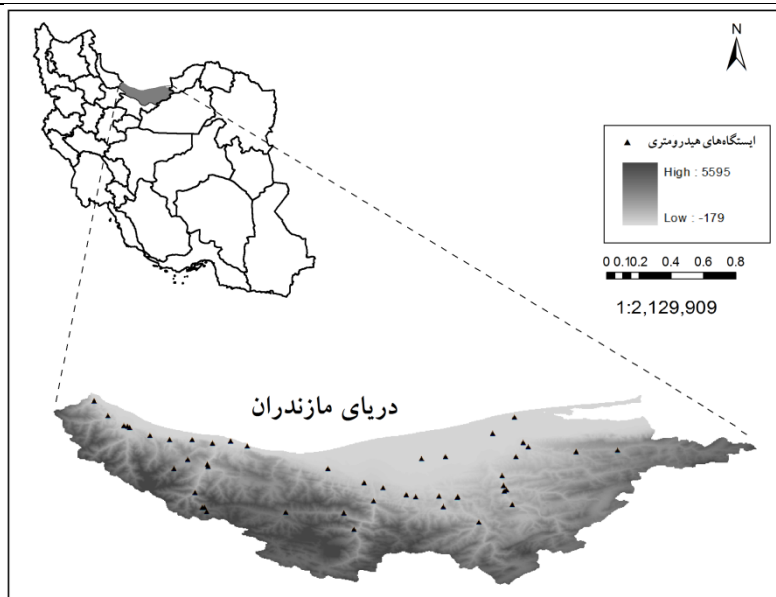 N
ایستگاه‌های هیدرومتری
High : 5595
Low : -179
0 0.10.2 0.4 0.6 0.8
1:2,129,909
دریای مازندران